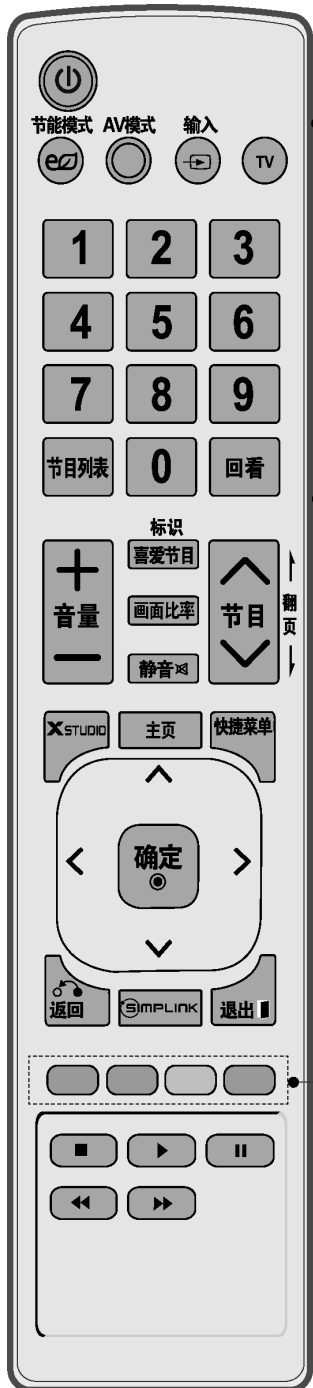 节能模式 AV模式 输入
TV
1 2 3
4 5 6
7 8 9
节目列表 0 回看
标识
喜爱节目
音量 画面比率 节目 翻页
静音
XSTUDIO 主页 快捷菜单
确定
返回 SIMPLINK 退出